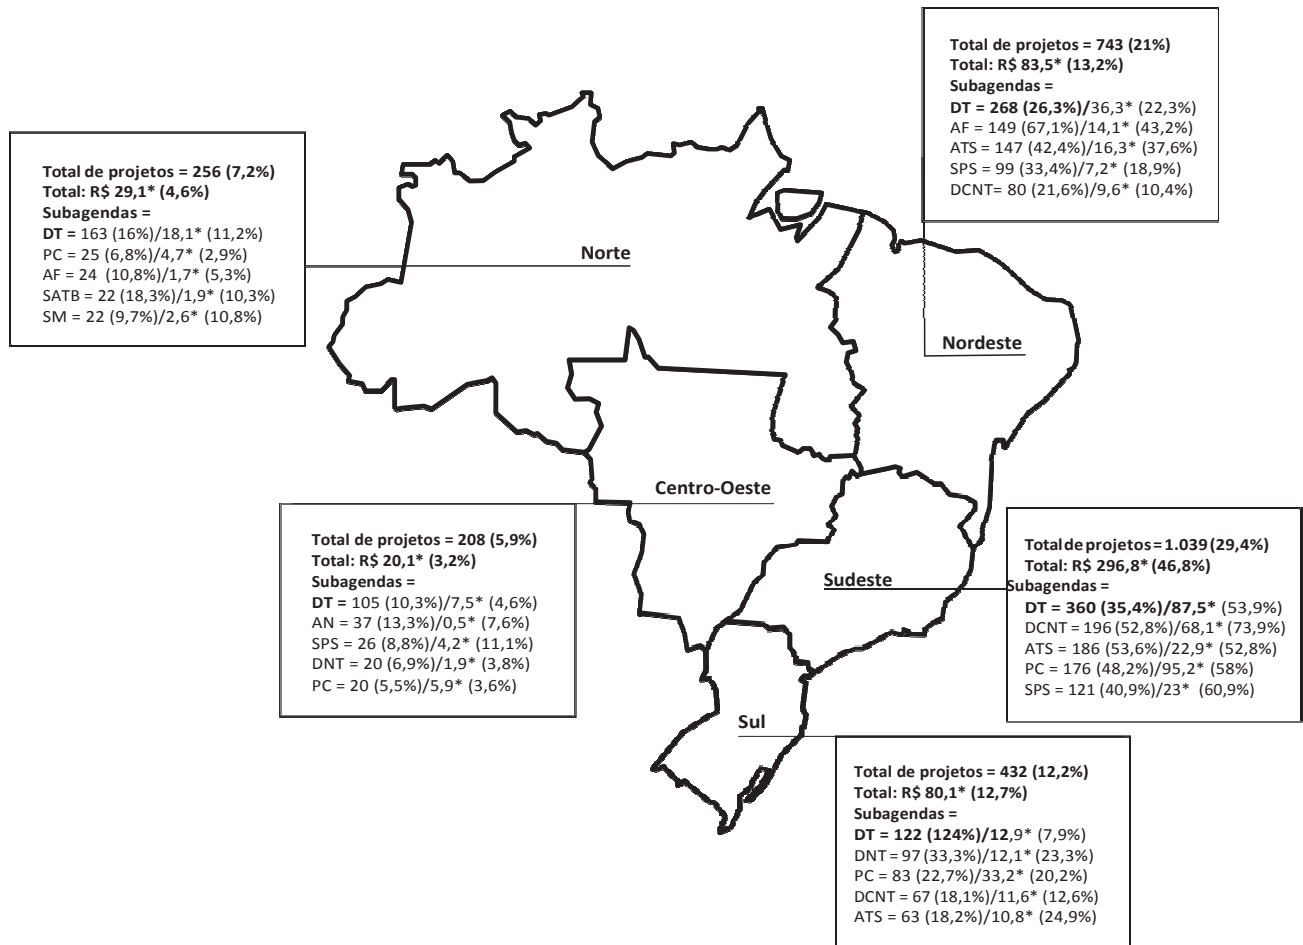 Total de projetos = 743 (21%)
Total: R$ 83,5* (13,2%)
Subagendas =
DT = 268 (26,3%)/36,3* (22,3%)
AF = 149 (67,1%)/14,1* (43,2%)
ATS = 147 (42,4%)/16,3* (37,6%)
SPS = 99 (33,4%)/7,2* (18,9%)
DCNT= 80 (21,6%)/9,6* (10,4%)
Total de projetos = 256 (7,2%)
Total: R$ 29,1* (4,6%)
Subagendas =
DT = 163 (16%)/18,1* (11,2%)
PC = 25 (6,8%)/4,7* (2,9%)
AF = 24 (10,8%)/1,7* (5,3%)
SATB = 22 (18,3%)/1,9* (10,3%)
SM = 22 (9,7%)/2,6* (10,8%)
Norte
Nordeste
Centro-Oeste
Total de projetos = 208 (5,9%)
Total: R$ 20,1* (3,2%)
Subagendas =
DT = 105 (10,3%)/7,5* (4,6%)
AN = 37 (13,3%)/0,5* (7,6%)
SPS = 26 (8,8%)/4,2* (11,1%)
DNT = 20 (6,9%)/1,9* (3,8%)
PC = 20 (5,5%)/5,9* (3,6%)
Sudeste
Total de projetos = 1.039 (29,4%)
Total: R$ 296,8* (46,8%)
Subagendas =
DT = 360 (35,4%)/87,5* (53,9%)
DCNT = 196 (52,8%)/68,1* (73,9%)
ATS = 186 (53,6%)/22,9* (52,8%)
PC = 176 (48,2%)/95,2* (58%)
SPS = 121 (40,9%)/23* (60,9%)
Sul
Total de projetos = 432 (12,2%)
Total: R$ 80,1* (12,7%)
Subagendas =
DT = 122 (124%)/12,9* (7,9%)
DNT = 97 (33,3%)/12,1* (23,3%)
PC = 83 (22,7%)/33,2* (20,2%)
DCNT = 67 (18,1%)/11,6* (12,6%)
ATS = 63 (18,2%)/10,8* (24,9%)